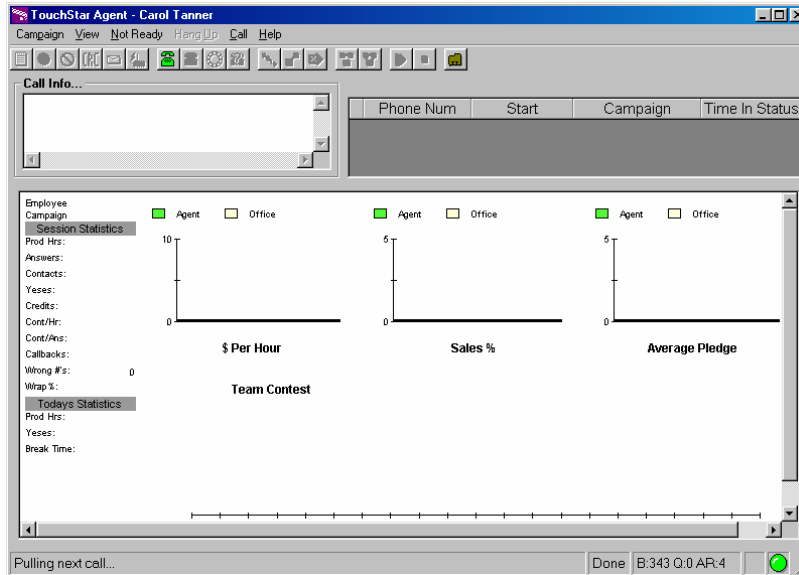 TouchStar Agent - Carol Tanner
Campaign View Not Ready Hang Up Call Help
Call Info...
Phone Num Start Campaign Time In Status
Employee
Campaign
Session Statistics
Prod Hrs:
Answers:
Contacts:
Yeses:
Credits:
Cont/Hr:
Cont/Ans:
Callbacks:
Wrong #'s: 0
Wrap %:
Todays Statistics
Prod Hrs:
Yeses:
Break Time:
Agent Office
10
0
$ Per Hour
Agent Office
5
0
Sales %
Agent Office
5
0
Average Pledge
Team Contest
Pulling next call...
Done B:343 Q:0 AR:4